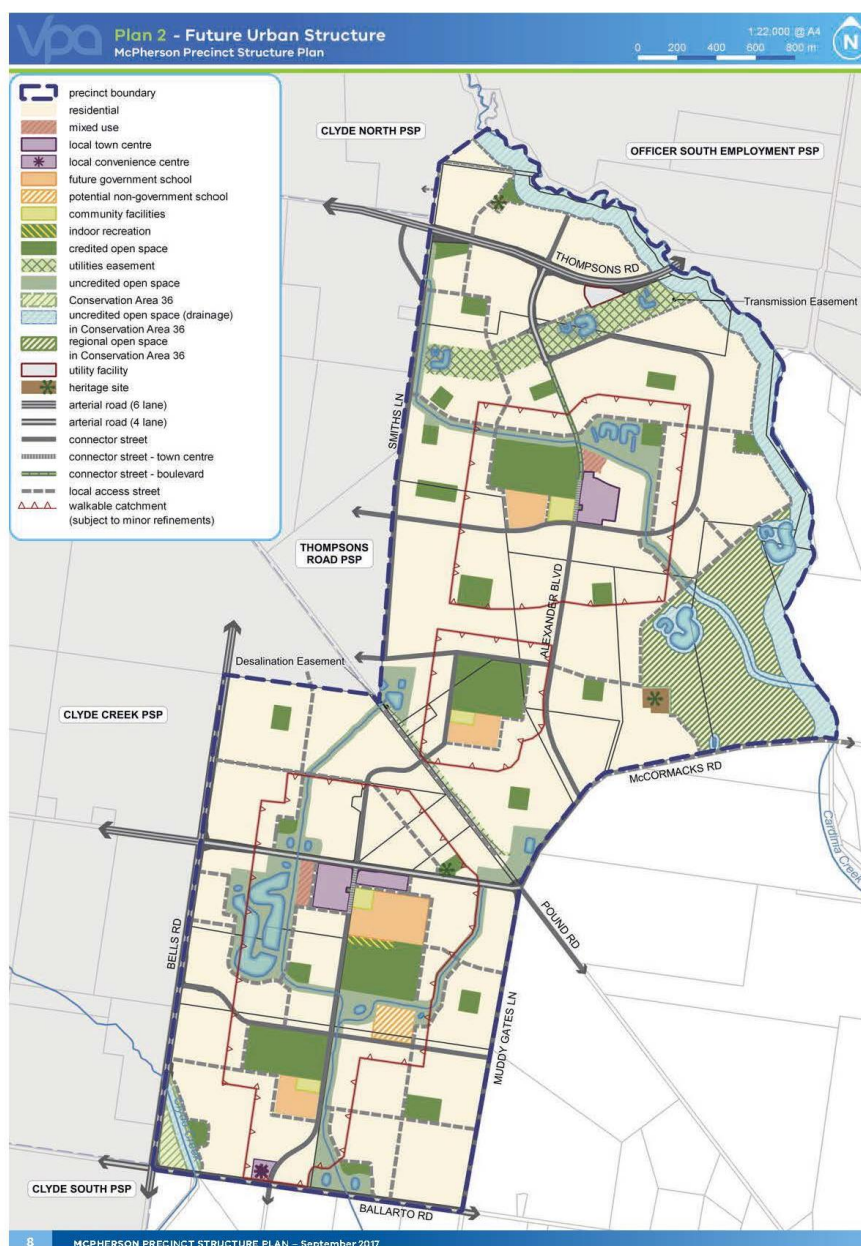 vpa
Plan 2 - Future Urban Structure
McPherson Precinct Structure Plan
1:22,000 @ A4
0 200 400 600 800 m
N
precinct boundary
residential
mixed use
local town centre
local convenience centre
future government school
potential non-government school
community facilities
indoor recreation
credited open space
utilities easement
uncredited open space
Conservation Area 36
uncredited open space (drainage)
in Conservation Area 36
regional open space
in Conservation Area 36
utility facility
heritage site
arterial road (6 lane)
arterial road (4 lane)
connector street
connector street - town centre
connector street - boulevard
local access street
walkable catchment
(subject to minor refinements)
CLYDE NORTH PSP
OFFICER SOUTH EMPLOYMENT PSP
THOMPSONS RD
Transmission Easement
SMITHS LN
THOMPSONS
ROAD PSP
ALEXANDER BLVD
Desalination Easement
CLYDE CREEK PSP
McCORMACKS RD
Cardinia Creek
BELLS RD
POUND RD
MUDDY GATES LN
CLYDE SOUTH PSP
BALLARTO RD
8 MCPHERSON PRECINCT STRUCTURE PLAN – September 2017